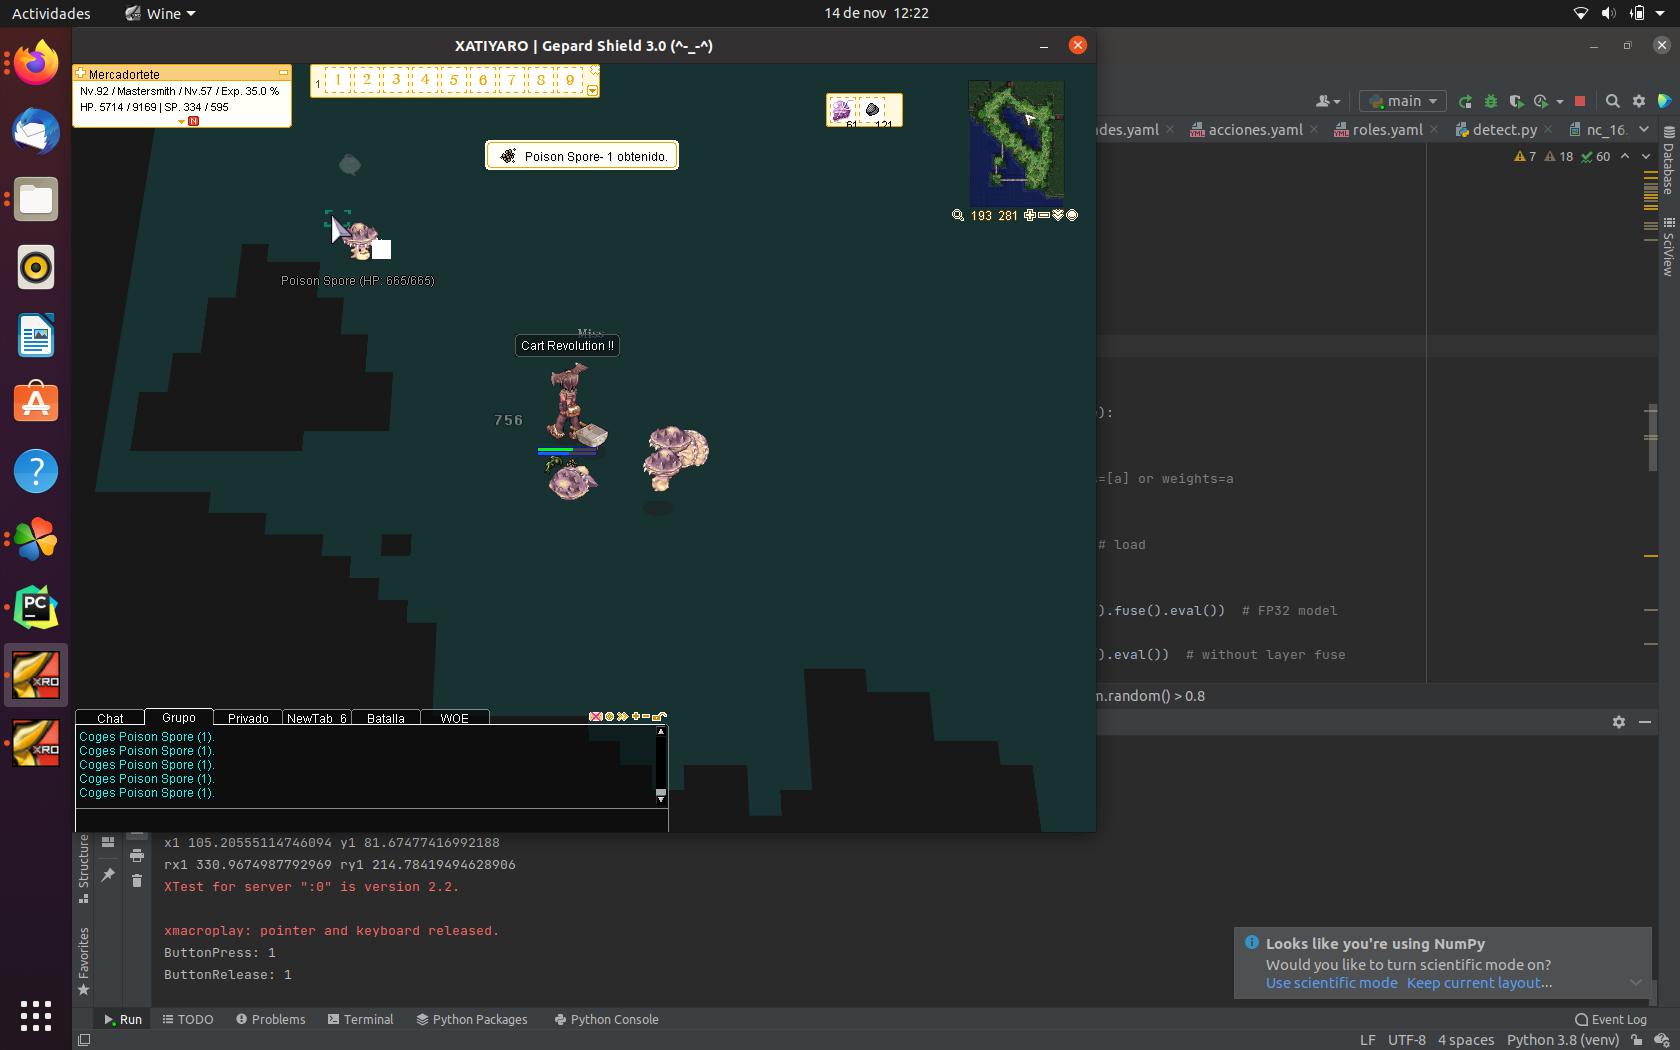 Actividades
Wine
14 de nov 12:22
XATIYARO | Gepard Shield 3.0 (^-_-^)
Mercadortete
Nv.92 / Mastersmith / Nv.57 / Exp. 35.0 %
HP. 5714 / 9169 | SP. 334 / 595
N
1 1 2 3 4 5 6 7 8 9
61 121
Poison Spore- 1 obtenido.
193 281
Poison Spore (HP: 665/665)
Miss
Cart Revolution !!
756
Chat Grupo Privado NewTab_6 Batalla WOE
Coges Poison Spore (1).
Coges Poison Spore (1).
Coges Poison Spore (1).
Coges Poison Spore (1).
Coges Poison Spore (1).
main
des.yaml acciones.yaml roles.yaml detect.py nc_16.
7 18 60
Database
SciView
):
=[a] or weights=a
# load
).fuse().eval()) # FP32 model
).eval()) # without layer fuse
m.random() > 0.8
PC
XRO
XRO
Structure
Favorites
x1 105.20555114746094 y1 81.67477416992188
rx1 330.9674987792969 ry1 214.78419494628906
XTest for server ":0" is version 2.2.
xmacroplay: pointer and keyboard released.
ButtonPress: 1
ButtonRelease: 1
Looks like you're using NumPy
Would you like to turn scientific mode on?
Use scientific mode Keep current layout...
Run TODO Problems Terminal Python Packages Python Console
Event Log
LF UTF-8 4 spaces Python 3.8 (venv)